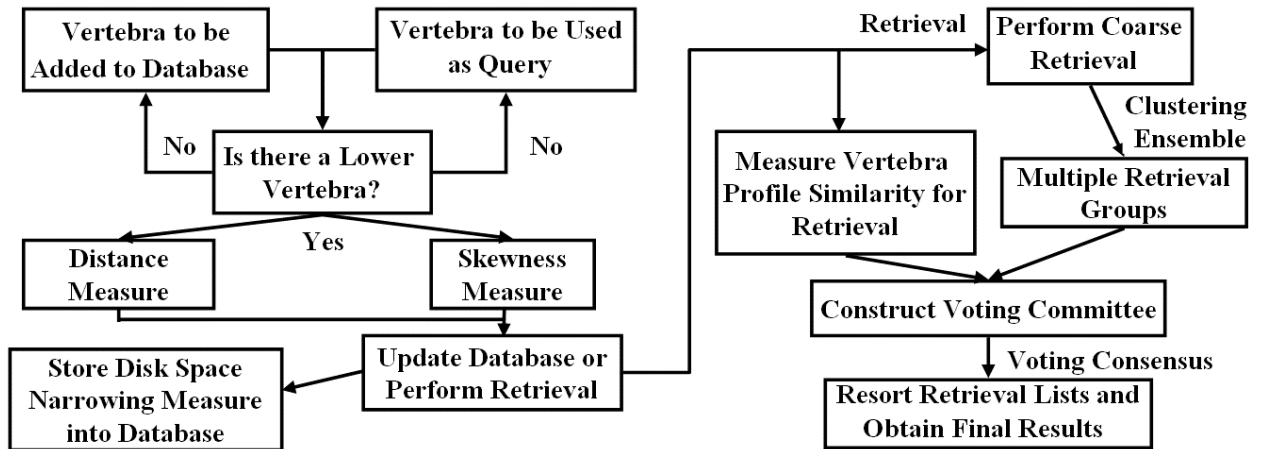 Vertebra to be
Added to Database
Vertebra to be Used
as Query
No
No
Is there a Lower
Vertebra?
Yes
Distance
Measure
Skewness
Measure
Store Disk Space
Narrowing Measure
into Database
Update Database or
Perform Retrieval
Retrieval
Perform Coarse
Retrieval
Clustering
Ensemble
Measure Vertebra
Profile Similarity for
Retrieval
Multiple Retrieval
Groups
Construct Voting Committee
Voting Consensus
Resort Retrieval Lists and
Obtain Final Results